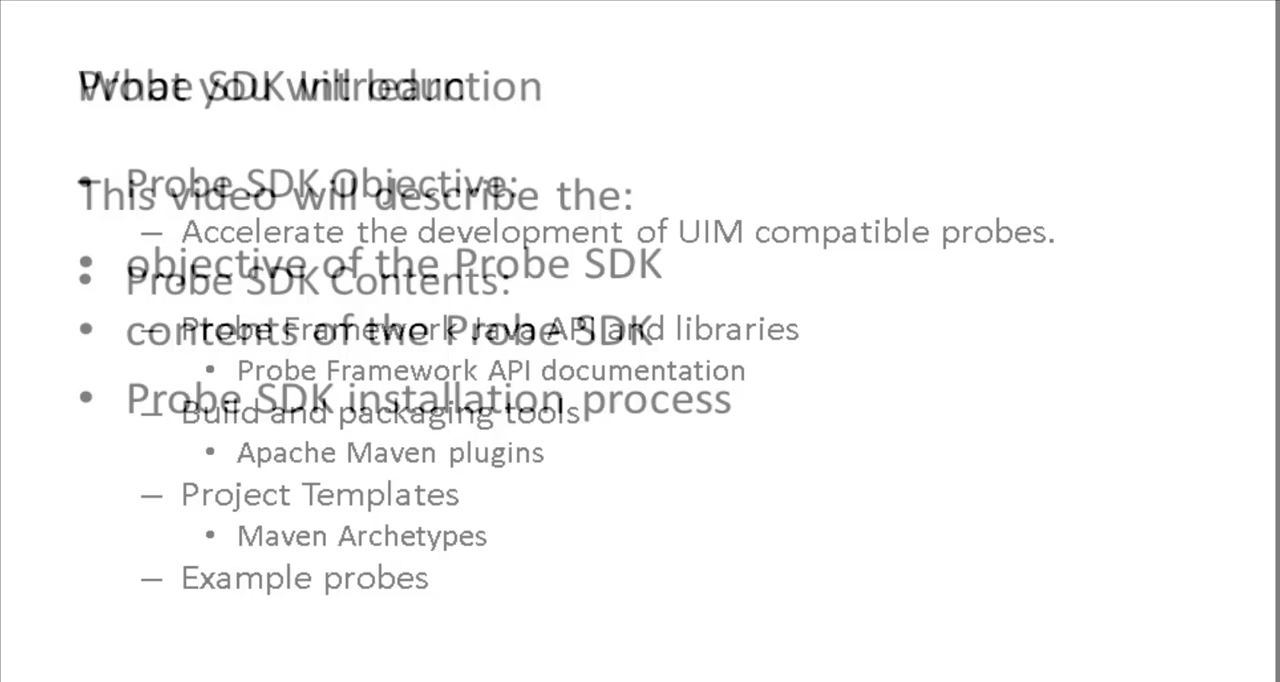 What you will learn
This video will describe the:
• objective of the Probe SDK
• contents of the Probe SDK
• Probe SDK installation process
Probe SDK Introduction
• Probe SDK Objective:
– Accelerate the development of UIM compatible probes.
• Probe SDK Contents:
– Probe Framework Java API and libraries
• Probe Framework API documentation
– Build and packaging tools
• Apache Maven plugins
– Project Templates
• Maven Archetypes
– Example probes